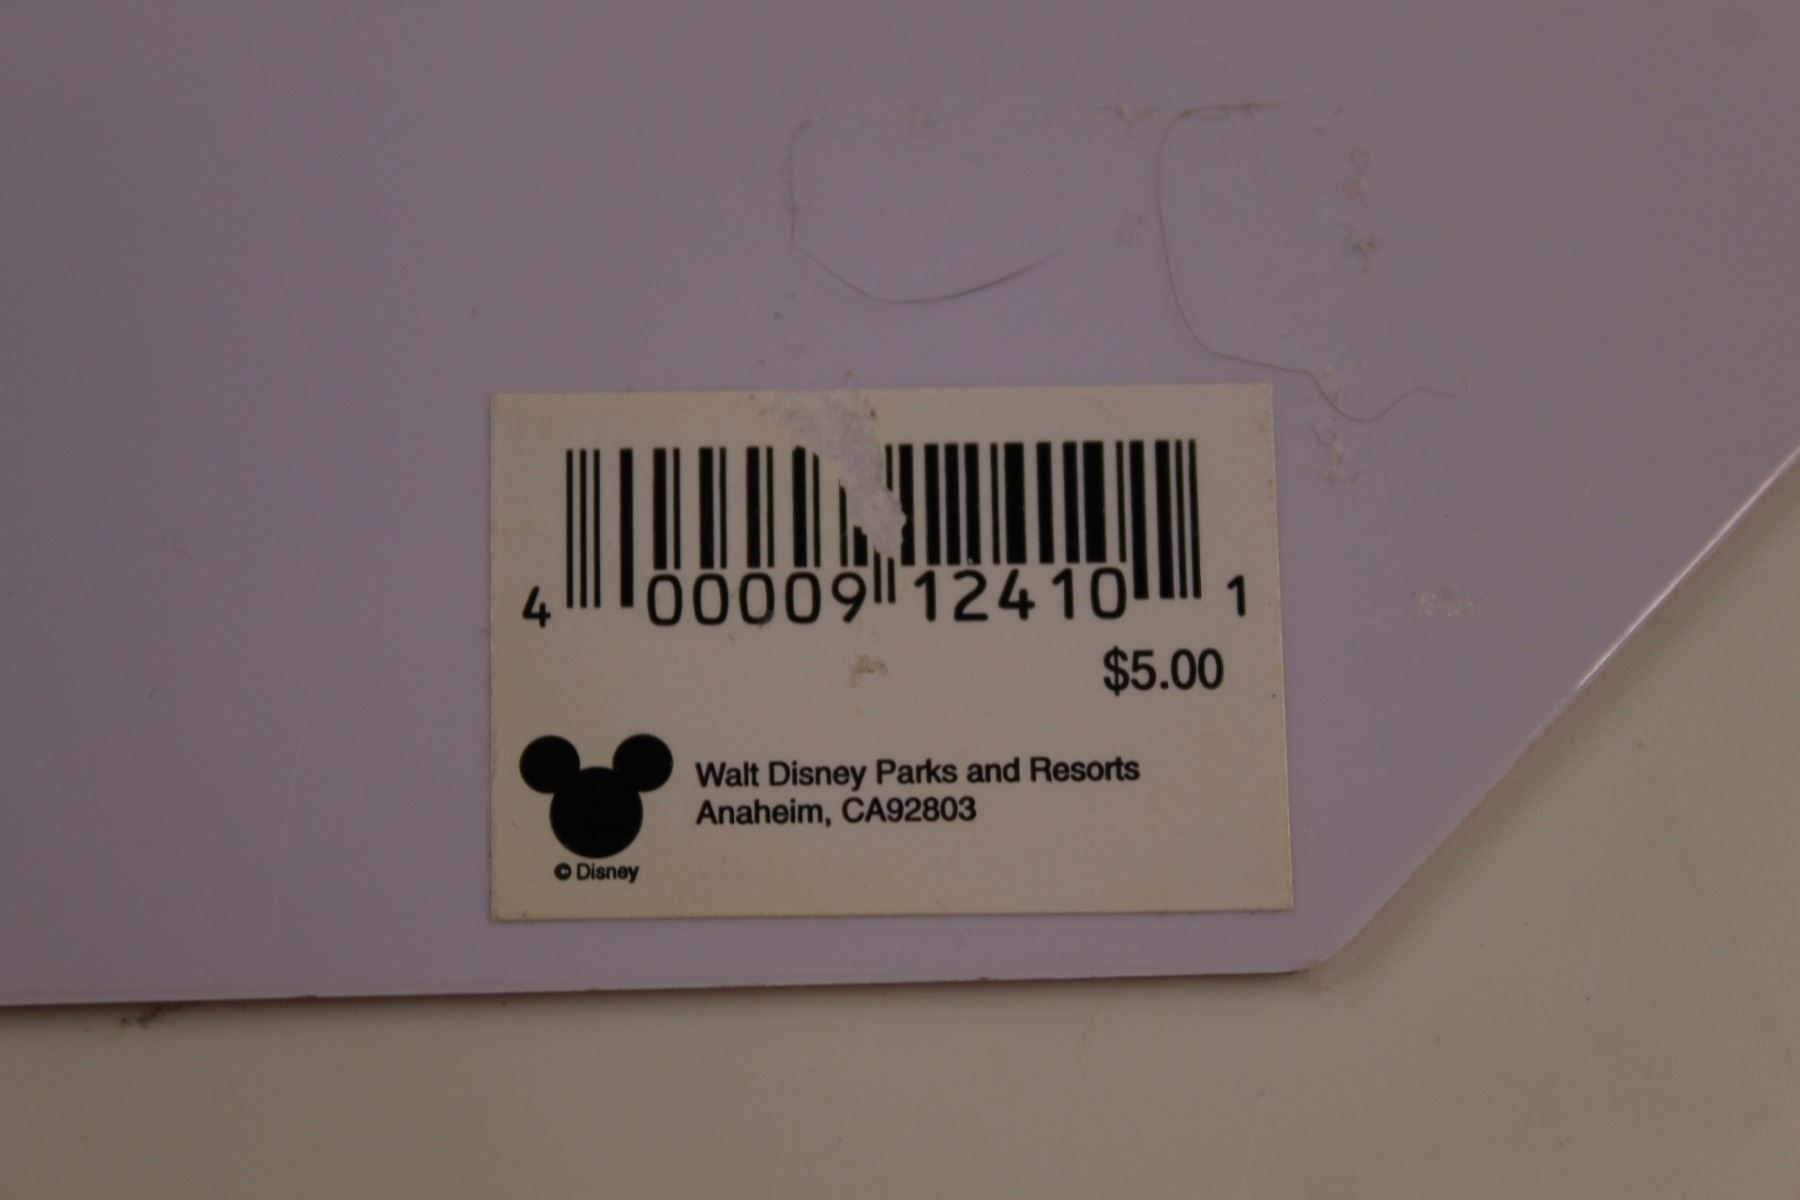 4 00009 12410 1
$5.00
Walt Disney Parks and Resorts
Anaheim, CA92803
© Disney